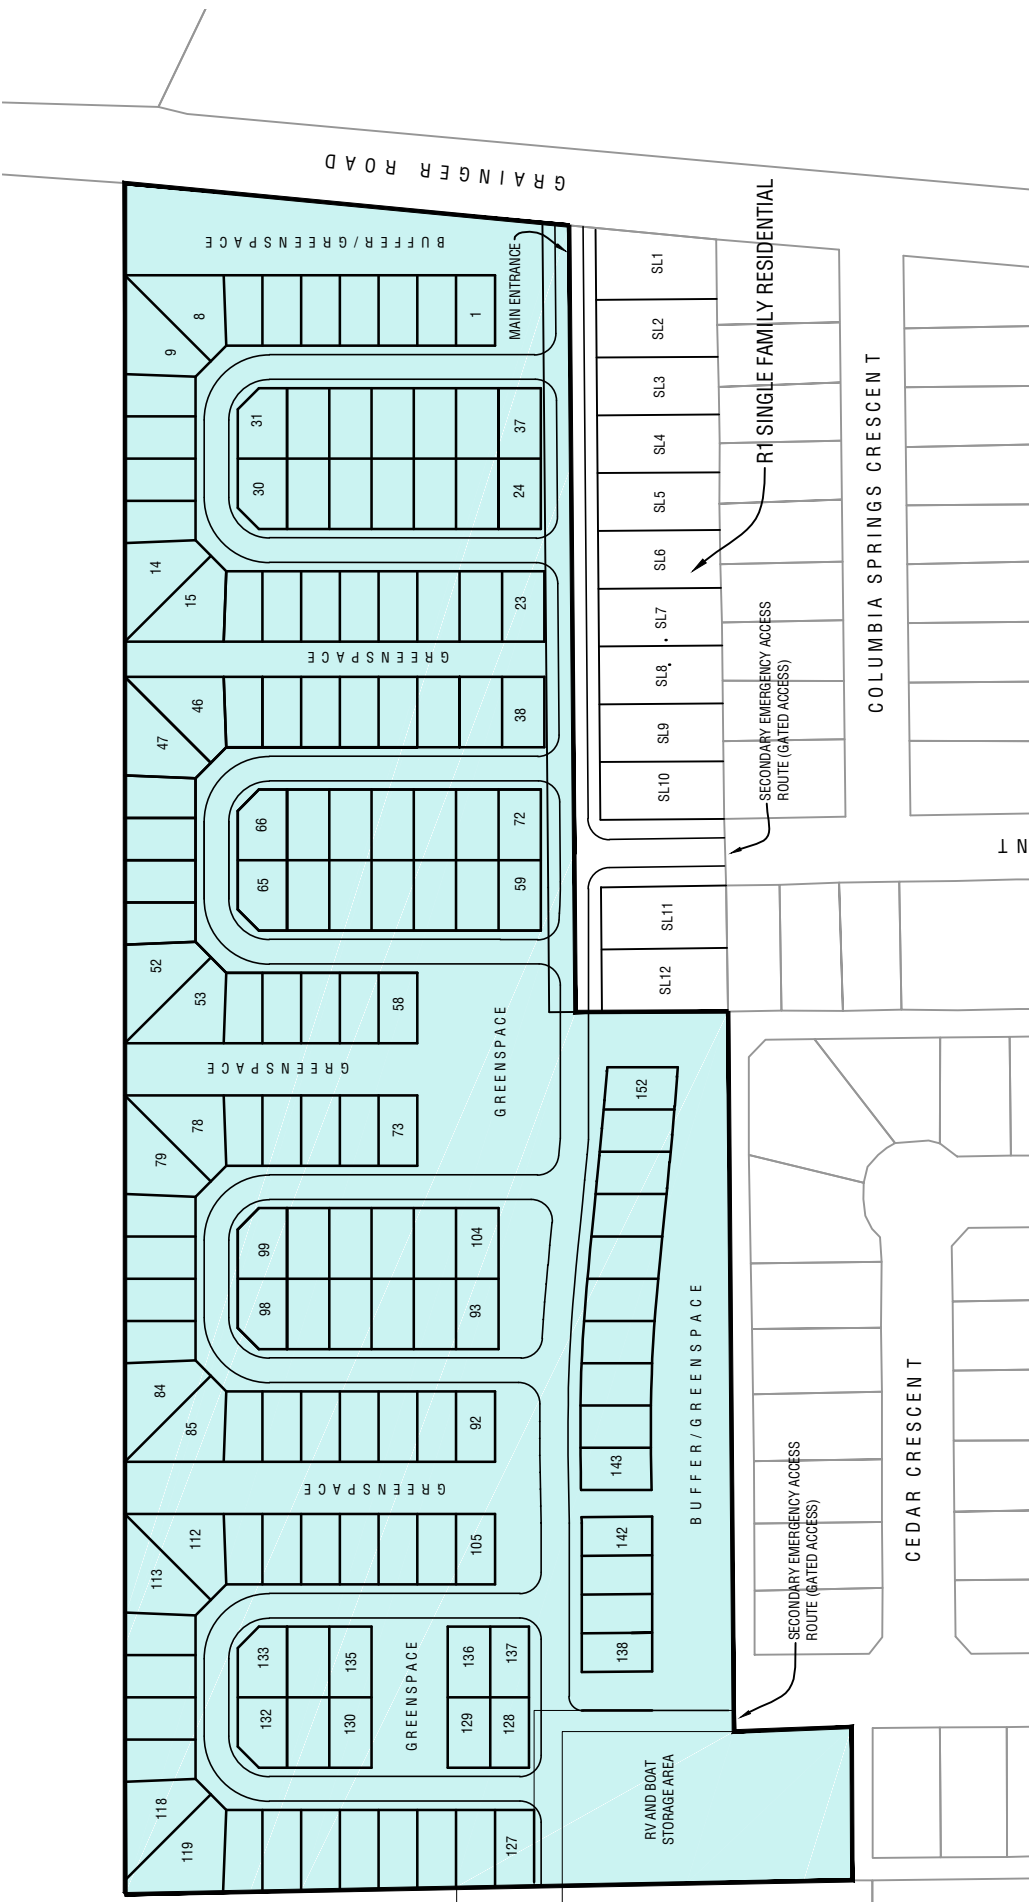 GRAINGER ROAD
BUFFER/GREENSPACE
MAIN ENTRANCE
R1 SINGLE FAMILY RESIDENTIAL
SL1
SL2
SL3
SL4
SL5
SL6
SL7
SL8
SL9
SL10
SL11
SL12
COLUMBIA SPRINGS CRESCENT
SECONDARY EMERGENCY ACCESS
ROUTE (GATED ACCESS)
NT
8
9
1
31
37
30
24
14
15
23
GREENSPACE
46
47
38
66
72
65
59
52
53
58
GREENSPACE
GREENSPACE
78
79
73
99
104
98
93
84
85
92
GREENSPACE
152
143
142
138
BUFFER/GREENSPACE
112
113
105
133
135
136
137
GREENSPACE
132
130
129
128
118
119
127
RV AND BOAT
STORAGE AREA
CEDAR CRESCENT
SECONDARY EMERGENCY ACCESS
ROUTE (GATED ACCESS)